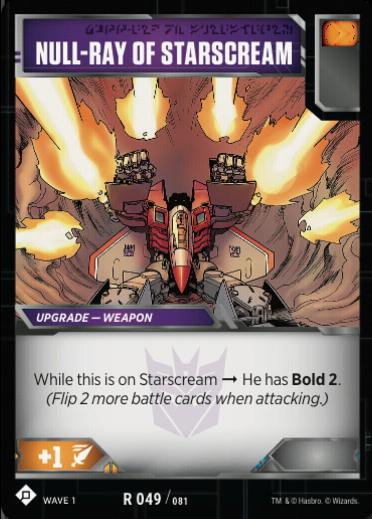 NULL-RAY OF STARSCREAM
UPGRADE — WEAPON
While this is on Starscream → He has Bold 2.
(Flip 2 more battle cards when attacking.)
+1
WAVE 1
R 049 / 081
TM & © Hasbro. © Wizards.